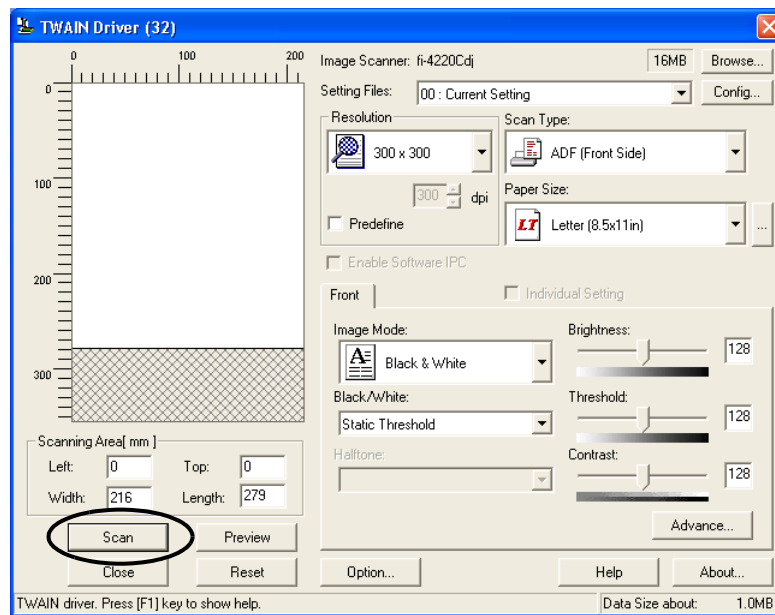 TWAIN Driver (32)
0 100 200
0
100
200
300
Image Scanner: fi-4220Cdj 16MB Browse...
Setting Files: 00 : Current Setting Config...
Resolution
300 x 300
300 dpi
Predefine
Scan Type:
ADF (Front Side)
Paper Size:
LT Letter (8.5x11in) ...
Enable Software IPC
Front
Individual Setting
Image Mode:
A Black & White
Black/White:
Static Threshold
Halftone:
Brightness:
128
Threshold:
128
Contrast:
128
Advance...
Scanning Area[ mm ]
Left: 0 Top: 0
Width: 216 Length: 279
Scan Preview
Close Reset
Option... Help About...
TWAIN driver. Press [F1] key to show help. Data Size about: 1.0MB